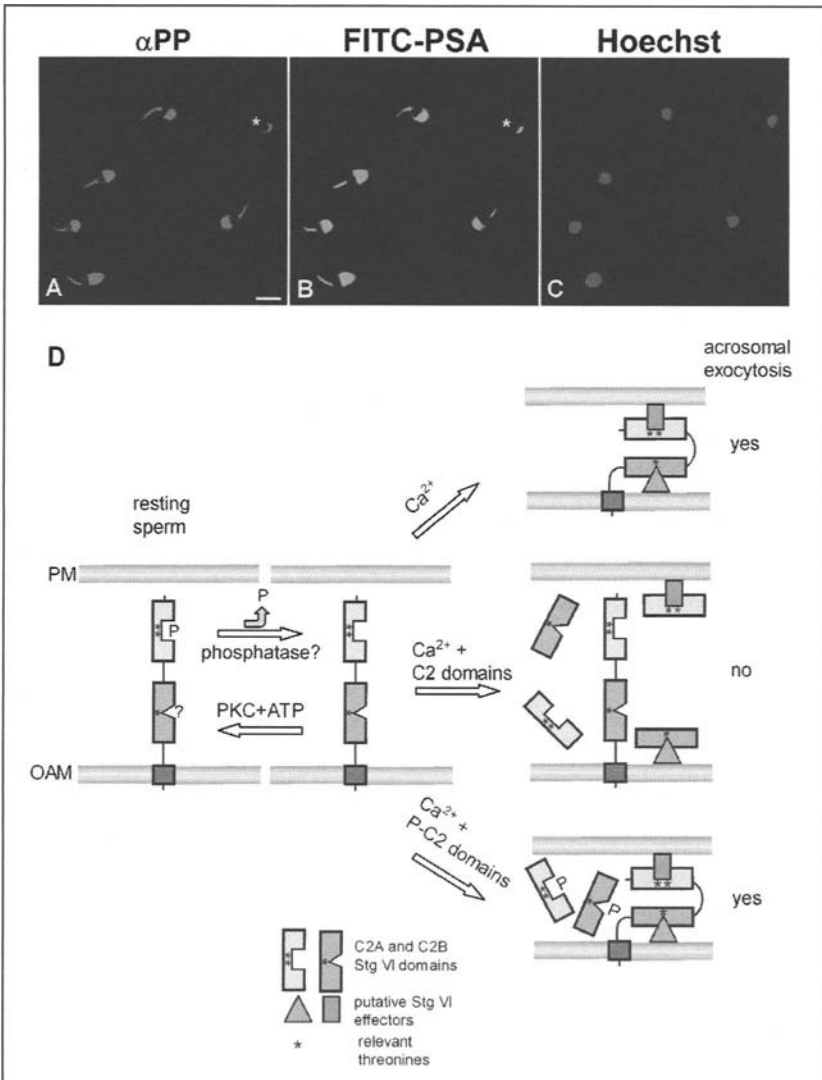 αPP FITC-PSA Hoechst
* *
A B C
D
acrosomal
exocytosis
yes
Ca2+
resting
sperm
PM
P
P
phosphatase?
Ca2+ +
C2 domains
no
?
PKC+ATP
OAM
Ca2+ +
P-C2 domains
P
P
yes
C2A and C2B
Stg VI domains
putative Stg VI
effectors
* relevant
threonines